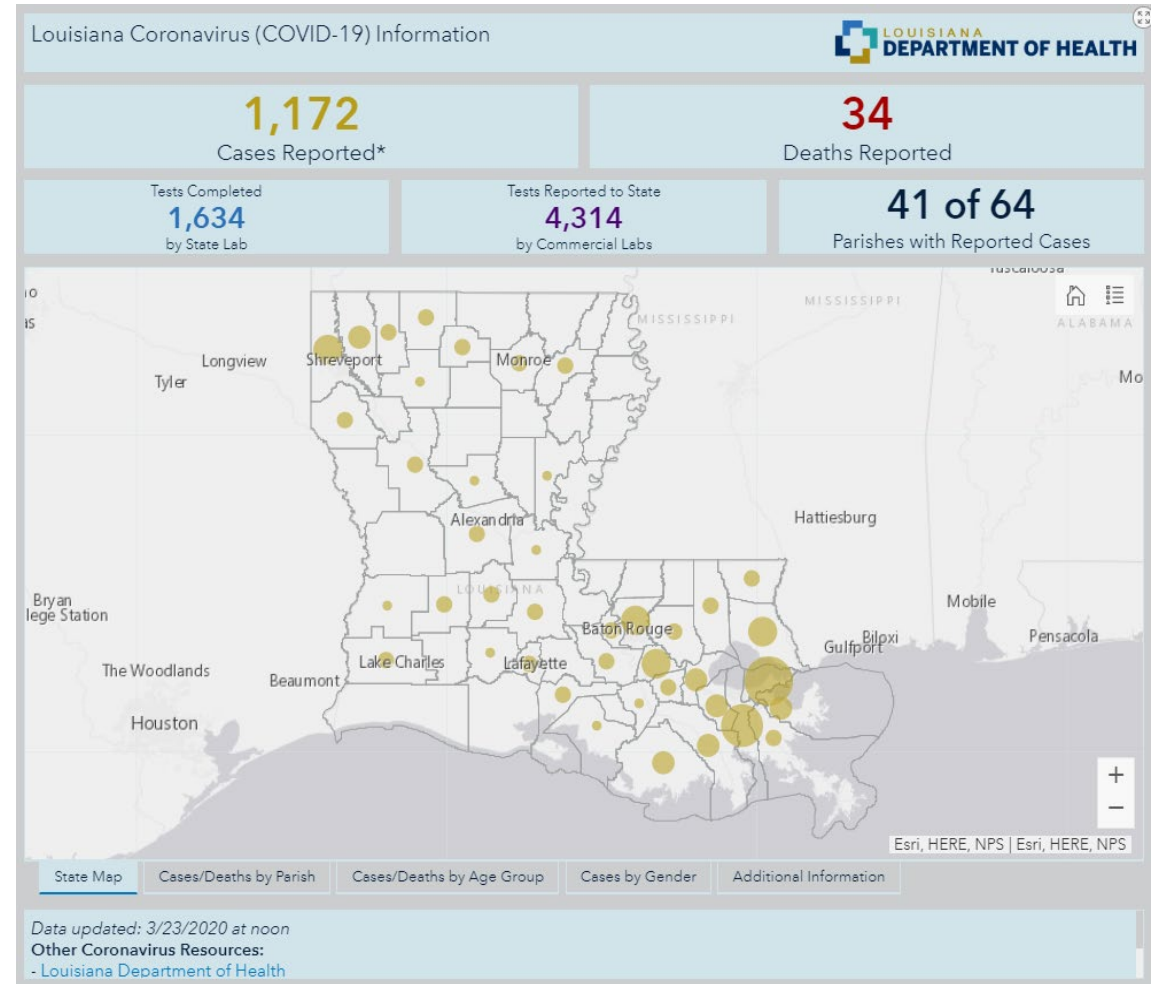 Louisiana Coronavirus (COVID-19) Information
LOUISIANA
DEPARTMENT OF HEALTH
1,172
Cases Reported*
34
Deaths Reported
Tests Completed
1,634
by State Lab
Tests Reported to State
4,314
by Commercial Labs
41 of 64
Parishes with Reported Cases
MISSISSIPPI
MISSISSIPPI
ALABAMA
Longview
Shreveport
Monroe
Tyler
Mo
Alexandria
Hattiesburg
LOUISIANA
Bryan
lege Station
Mobile
Baton Rouge
Biloxi
Gulfport
Pensacola
The Woodlands
Lake Charles
Lafayette
Beaumont
Houston
+
−
Esri, HERE, NPS | Esri, HERE, NPS
State Map
Cases/Deaths by Parish
Cases/Deaths by Age Group
Cases by Gender
Additional Information
Data updated: 3/23/2020 at noon
Other Coronavirus Resources:
- Louisiana Department of Health